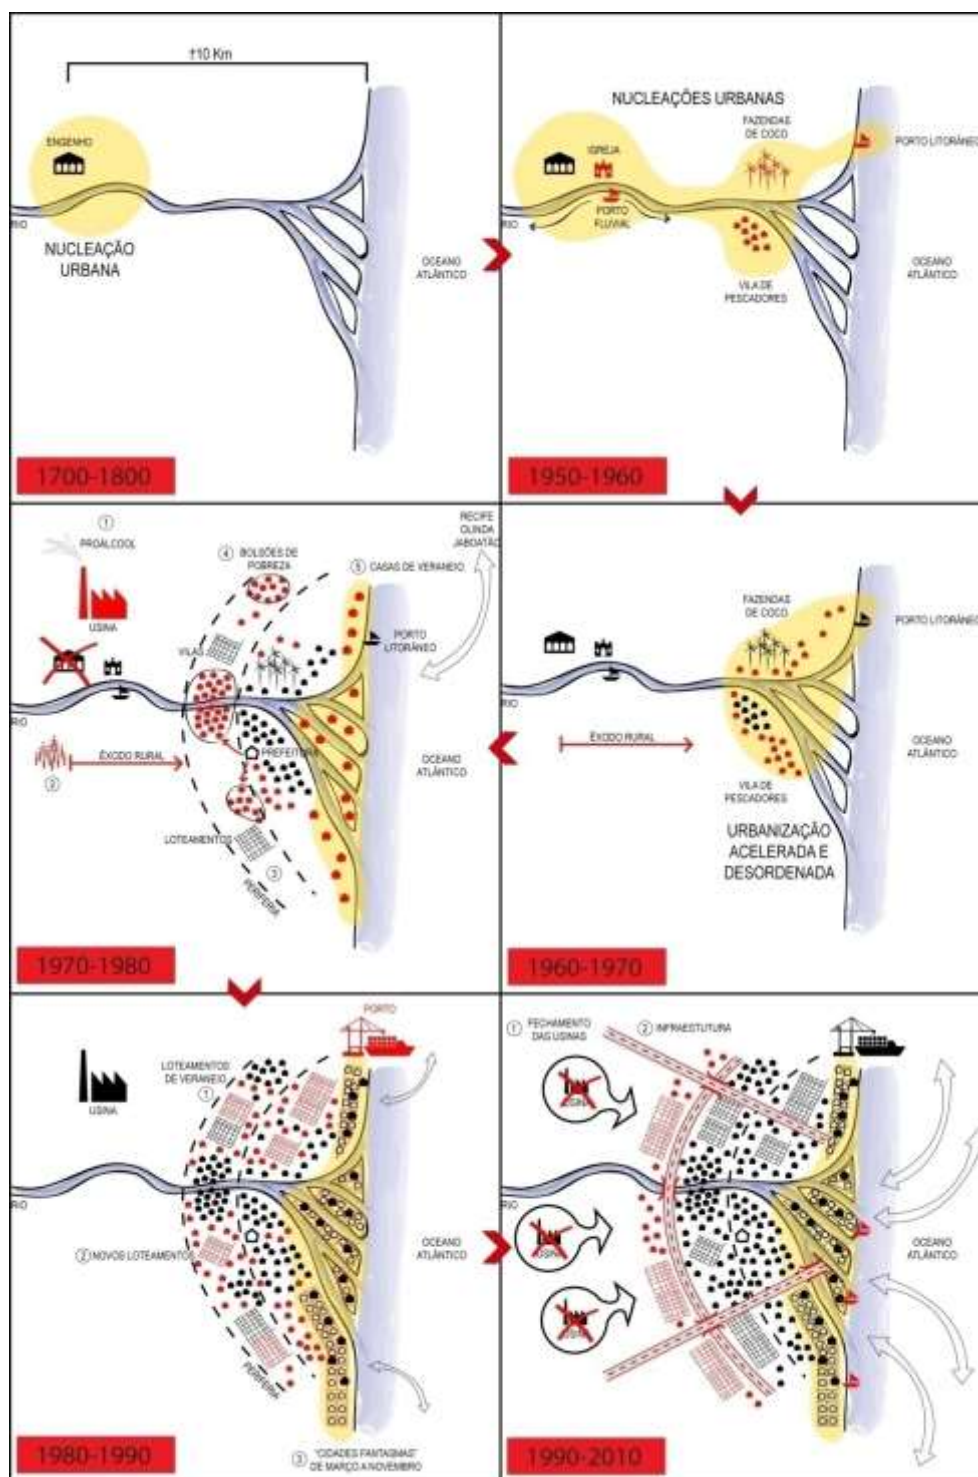 ±10 Km
ENGENHO
RIO
NUCLEAÇÃO
URBANA
OCEANO
ATLÂNTICO
1700-1800
NUCLEAÇÕES URBANAS
FAZENDAS
DE COCO
PORTO LITORÂNEO
IGREJA
PORTO
FLUVIAL
RIO
OCEANO
ATLÂNTICO
VILA DE
PESCADORES
1950-1960
1
PROÁLCOOL
USINA
4
BOLSÕES DE
POBREZA
RECIFE
OLINDA
JABOATÃO
5 CASAS DE VERANEIO
PORTO
LITORÂNEO
VILAS
RIO
PREFEITURA
ÊXODO RURAL
2
OCEANO
ATLÂNTICO
LOTEAMENTOS
3
PERIFERIA
1970-1980
FAZENDAS
DE COCO
PORTO LITORÂNEO
RIO
ÊXODO RURAL
OCEANO
ATLÂNTICO
VILA DE
PESCADORES
URBANIZAÇÃO
ACELERADA E
DESORDENADA
1960-1970
PORTO
LOTEAMENTOS
DE VERANEIO
1
USINA
RIO
2 NOVOS LOTEAMENTOS
OCEANO
ATLÂNTICO
PERIFERIA
3 "CIDADES FANTASMAS"
DE MARÇO A NOVEMBRO
1980-1990
1 FECHAMENTO
DAS USINAS
2 INFRAESTUTURA
USINA
RIO
USINA
OCEANO
ATLÂNTICO
USINA
1990-2010